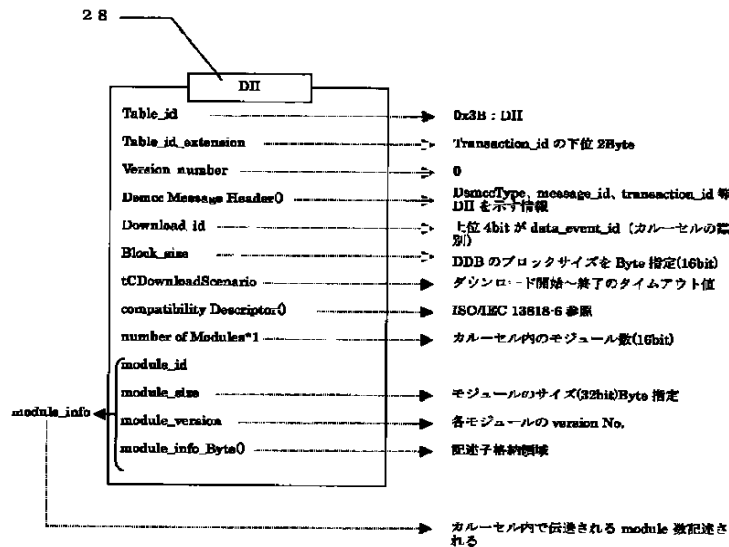 28
DII
Table_id
0x3B : DII
Table_id_extension
Transaction_id の下位 2Byte
Version_number
0
Dsmcc Message Header()
DsmccType、message_id、transaction_id 等
DII を示す情報
Download_id
上位 4bit が data_event_id (カルーセルの識
別)
Block_size
DDB のブロックサイズを Byte 指定(16bit)
tCDownloadScenario
ダウンロード開始~終了のタイムアウト値
compatibility Descriptor()
ISO/IEC 13818-6 参照
number of Modules*1
カルーセル内のモジュール数(16bit)
module_id
module_size
モジュールのサイズ(32bit)Byte 指定
module_info
module_version
各モジュールの version No.
module_info_Byte()
記述子格納領域
カルーセル内で伝送される module 数記述さ
れる